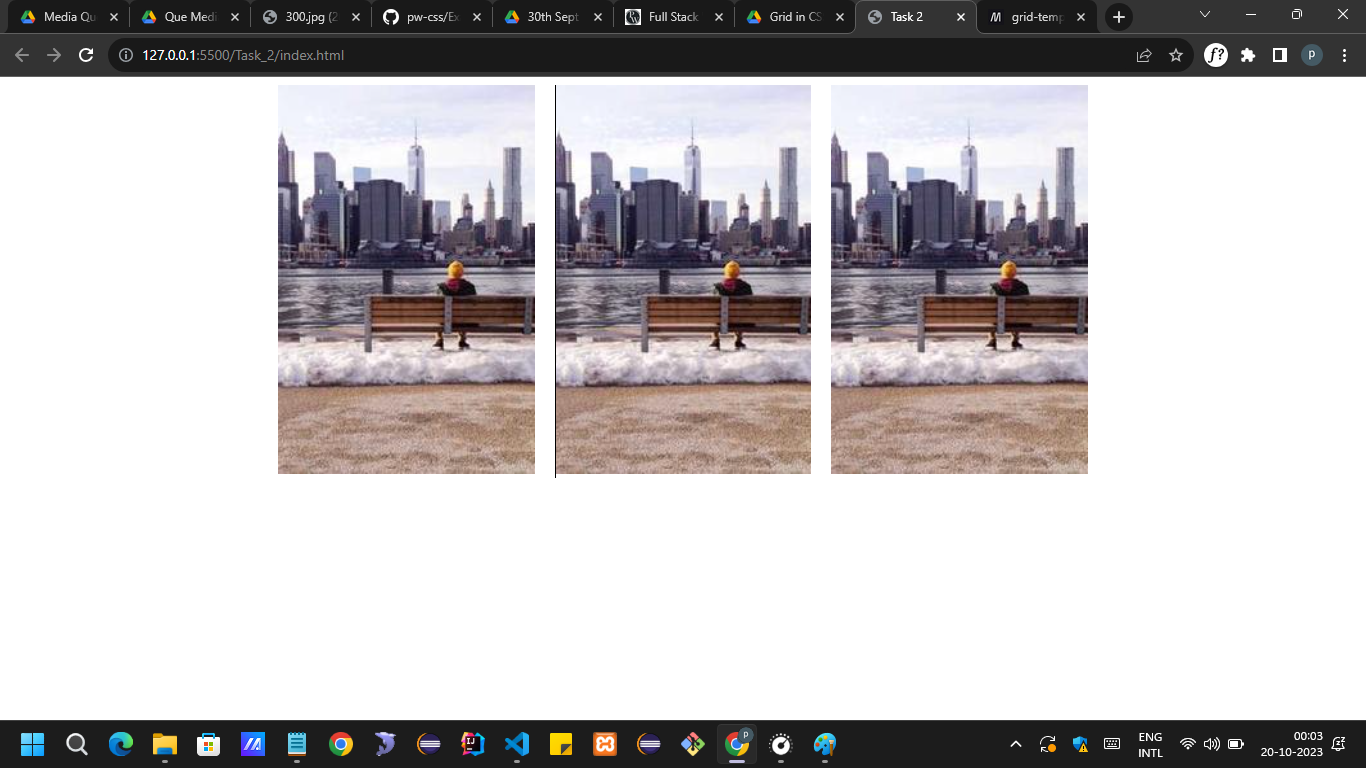 Media Qu
Que Medi
300.jpg (2
pw-css/Ex
30th Sept
Full Stack
Grid in CS
Task 2
grid-temp
127.0.0.1:5500/Task_2/index.html
f?
p
P
ENG
INTL
00:03
20-10-2023